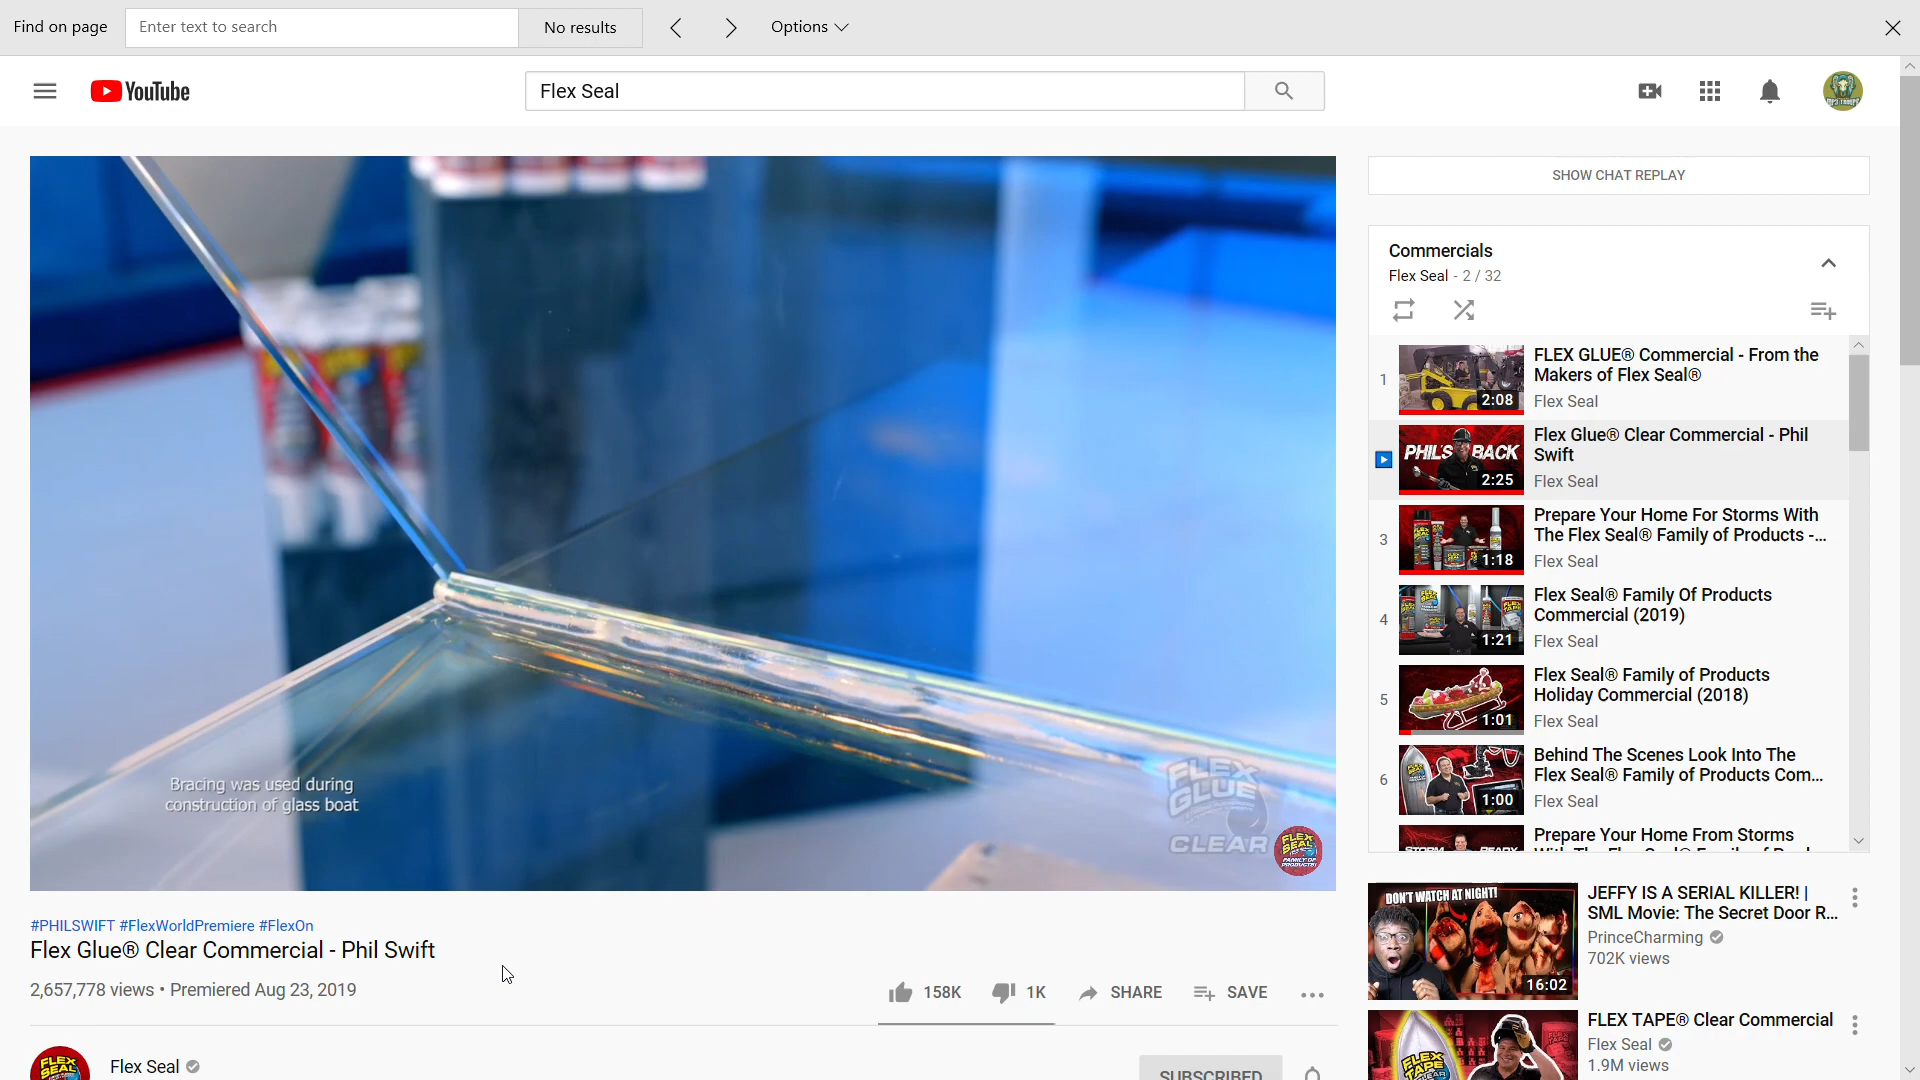 Find on page
Enter text to search
No results
Options
YouTube
Flex Seal
Bracing was used during
construction of glass boat
FLEX
GLUE
CLEAR
FLEX
SEAL
FAMILY OF
PRODUCTS!
#PHILSWIFT #FlexWorldPremiere #FlexOn
Flex Glue® Clear Commercial - Phil Swift
2,657,778 views • Premiered Aug 23, 2019
158K
1K
SHARE
SAVE
FLEX
SEAL
Flex Seal
SUBSCRIBED
SHOW CHAT REPLAY
Commercials
Flex Seal - 2 / 32
1
2:08
FLEX GLUE® Commercial - From the
Makers of Flex Seal®
Flex Seal
PHIL'S BACK
2:25
Flex Glue® Clear Commercial - Phil
Swift
Flex Seal
3
1:18
Prepare Your Home For Storms With
The Flex Seal® Family of Products -...
Flex Seal
4
1:21
Flex Seal® Family Of Products
Commercial (2019)
Flex Seal
5
1:01
Flex Seal® Family of Products
Holiday Commercial (2018)
Flex Seal
6
1:00
Behind The Scenes Look Into The
Flex Seal® Family of Products Com...
Flex Seal
Prepare Your Home From Storms
DON'T WATCH AT NIGHT!
16:02
JEFFY IS A SERIAL KILLER! |
SML Movie: The Secret Door R...
PrinceCharming
702K views
FLEX
TAPE
CLEAR
FLEX TAPE® Clear Commercial
Flex Seal
1.9M views